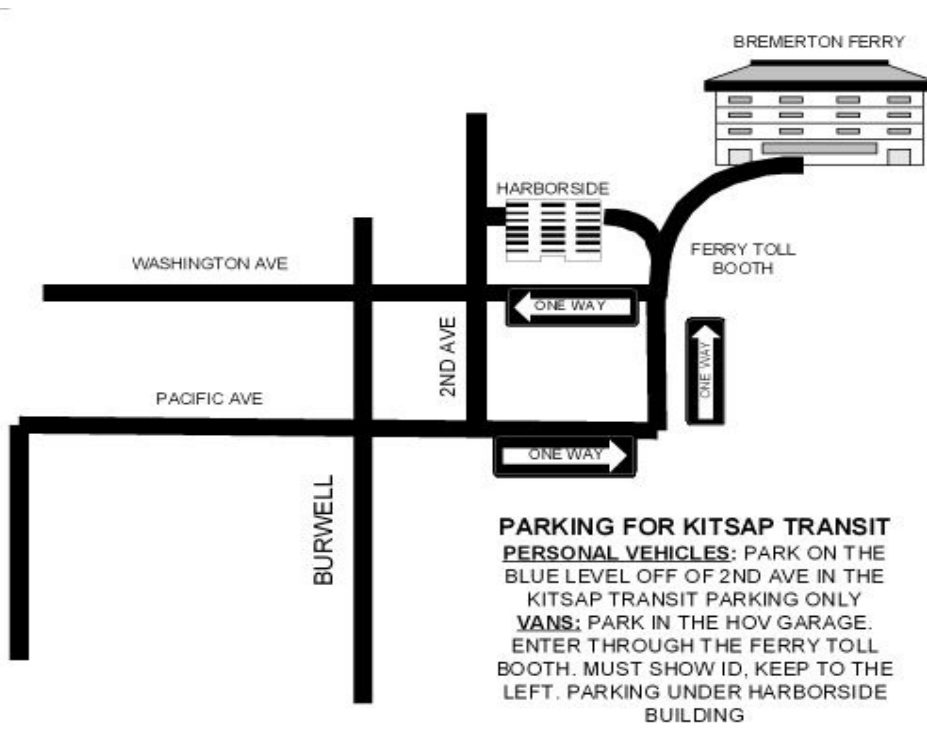 BREMERTON FERRY
HARBORSIDE
FERRY TOLL
BOOTH
WASHINGTON AVE
ONE WAY
2ND AVE
ONE WAY
PACIFIC AVE
ONE WAY
BURWELL
PARKING FOR KITSAP TRANSIT
PERSONAL VEHICLES: PARK ON THE
BLUE LEVEL OFF OF 2ND AVE IN THE
KITSAP TRANSIT PARKING ONLY
VANS: PARK IN THE HOV GARAGE.
ENTER THROUGH THE FERRY TOLL
BOOTH. MUST SHOW ID, KEEP TO THE
LEFT. PARKING UNDER HARBORSIDE
BUILDING